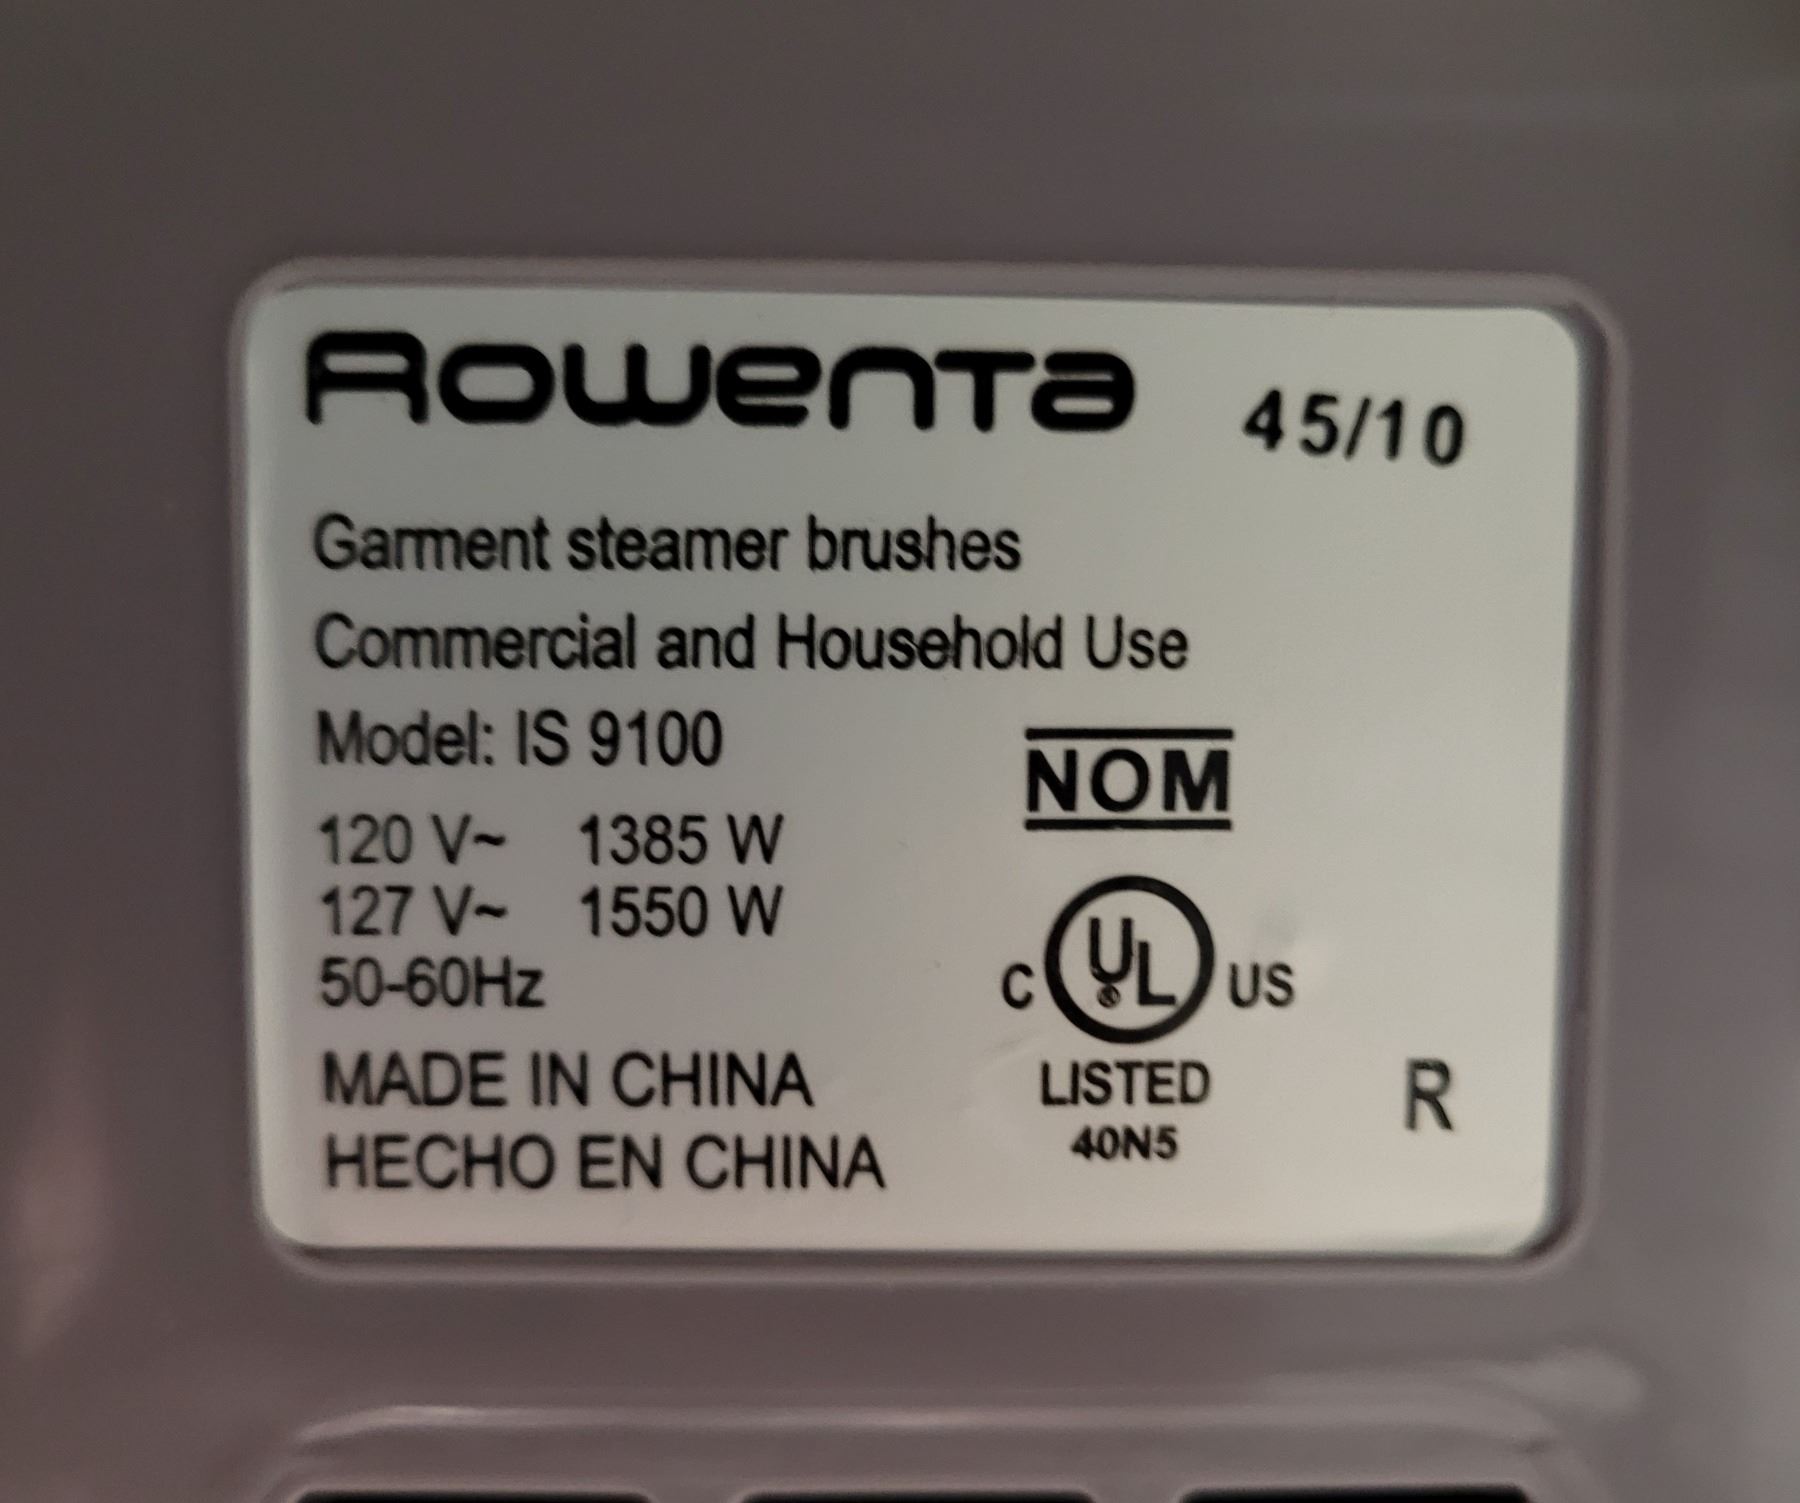 Rowenta 45/10
Garment steamer brushes
Commercial and Household Use
Model: IS 9100
NOM
120 V~ 1385 W
127 V~ 1550 W
50-60Hz
C UL® US
MADE IN CHINA
LISTED
R
40N5
HECHO EN CHINA